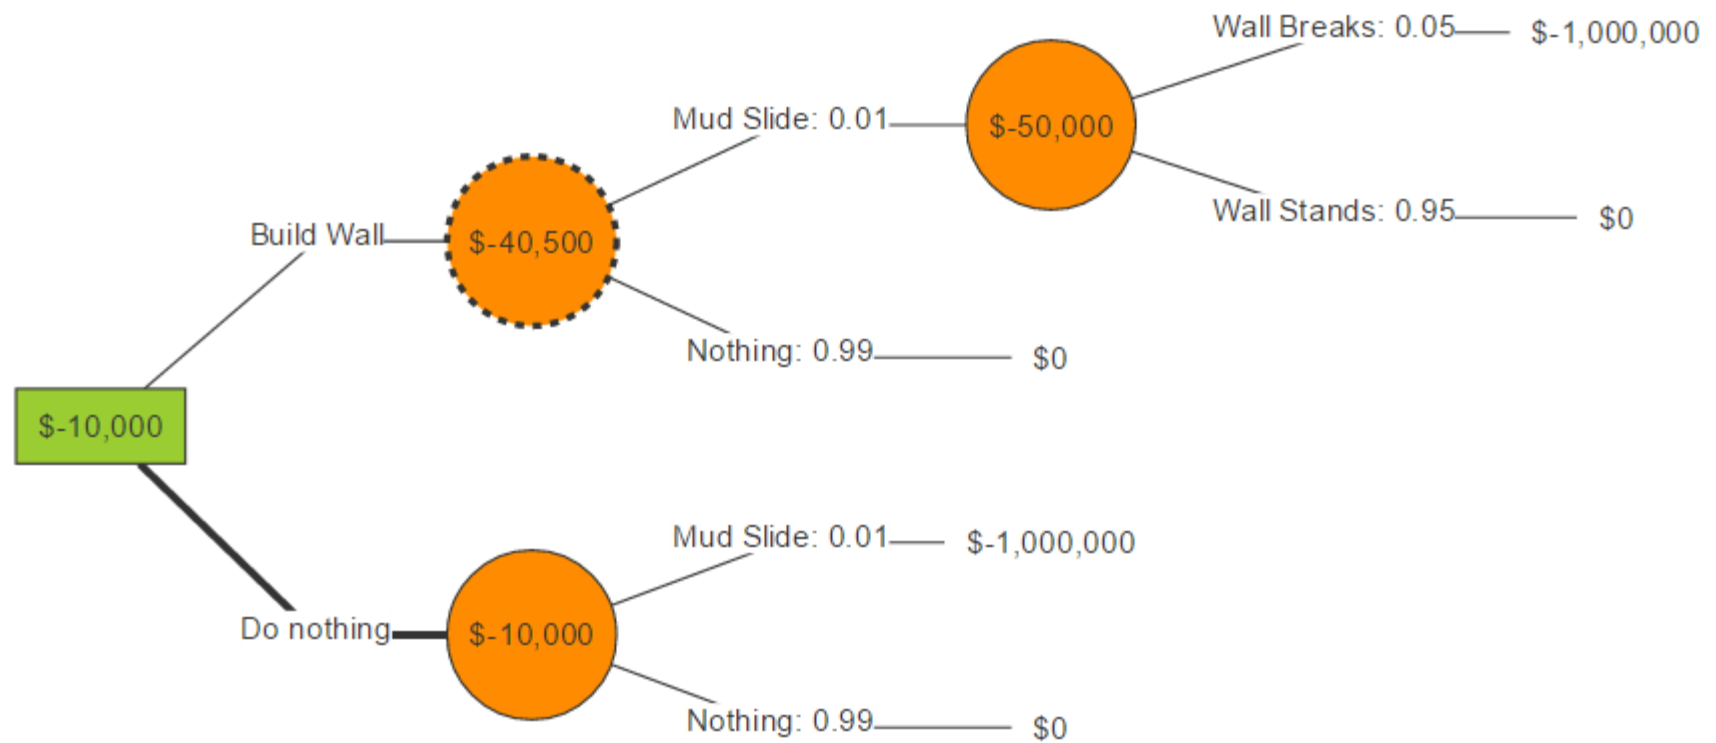 Wall Breaks: 0.05
$-1,000,000
Mud Slide: 0.01
$-50,000
Wall Stands: 0.95
$0
Build Wall
$-40,500
Nothing: 0.99
$0
$-10,000
Do nothing
$-10,000
Mud Slide: 0.01
$-1,000,000
Nothing: 0.99
$0